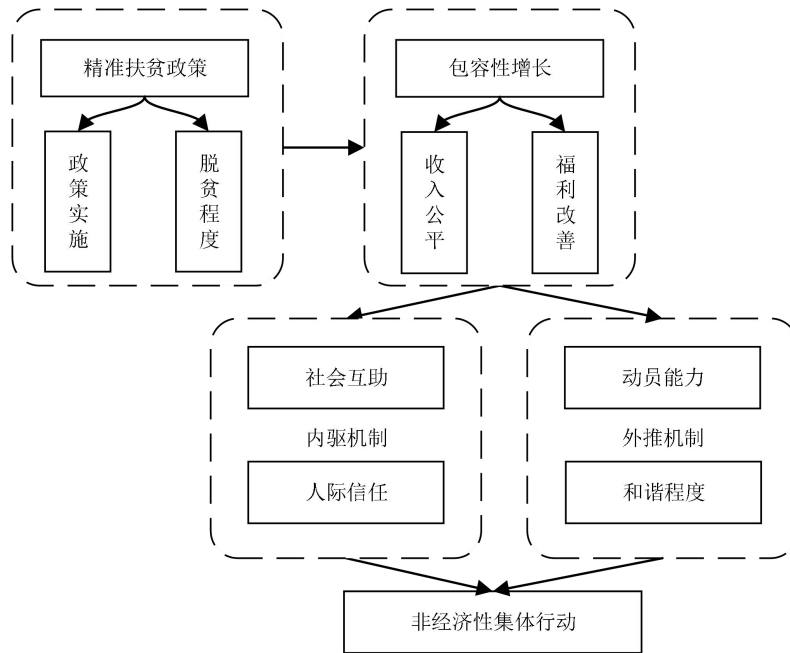 精准扶贫政策
包容性增长
政策实施
脱贫程度
收入公平
福利改善
社会互助
动员能力
内驱机制
外推机制
人际信任
和谐程度
非经济性集体行动